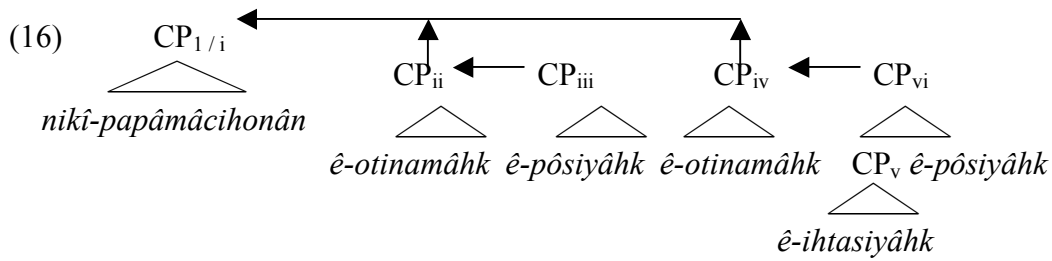 (16) CP1 / i
CPii CPiii CPiv CPvi
nikî-papâmâcihonân
ê-otinamâhk ê-pôsiyâhk ê-otinamâhk CPv ê-pôsiyâhk
ê-ihtasiyâhk